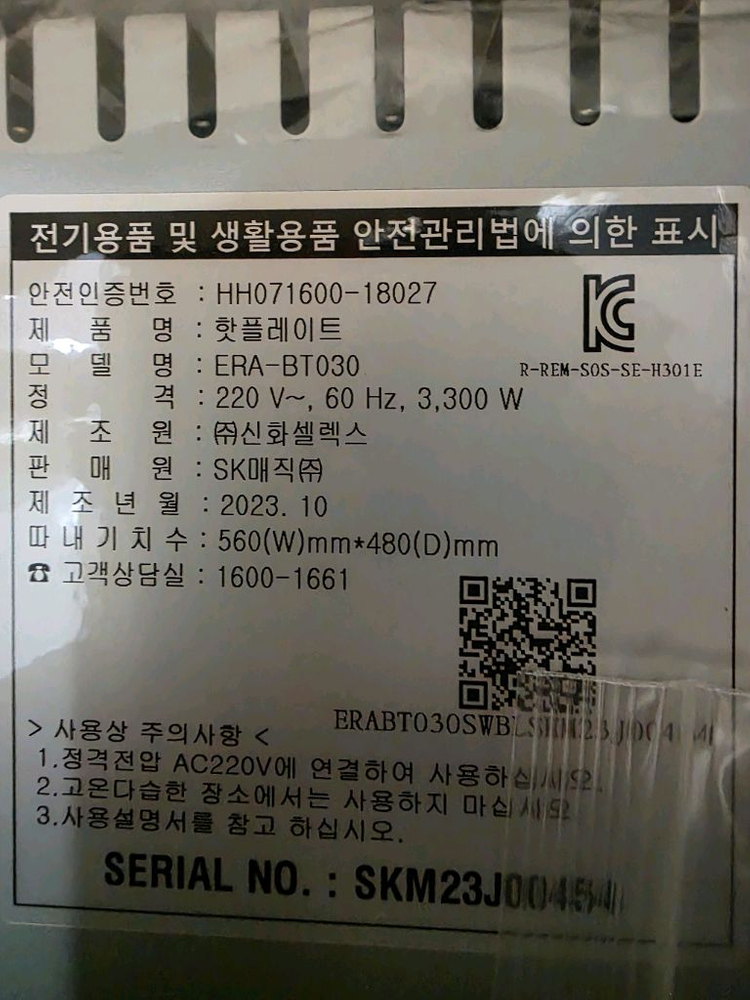 전기용품 및 생활용품 안전관리법에 의한 표시
안전인증번호 : HH071600-18027
제 품 명 : 핫플레이트
모 델 명 : ERA-BT030
R-REM-SOS-SE-H301E
정 격 : 220 V~, 60 Hz, 3,300 W
제 조 원 : ㈜신화셀렉스
판 매 원 : SK매직㈜
제 조 년 월 : 2023. 10
따 내 기 치 수 : 560(W)mm*480(D)mm
☎ 고객상담실 : 1600-1661
> 사용상 주의사항 <
1.정격전압 AC220V에 연결하여 사용하십시오.
2.고온다습한 장소에서는 사용하지 마십시오
3.사용설명서를 참고 하십시오.
SERIAL NO. :